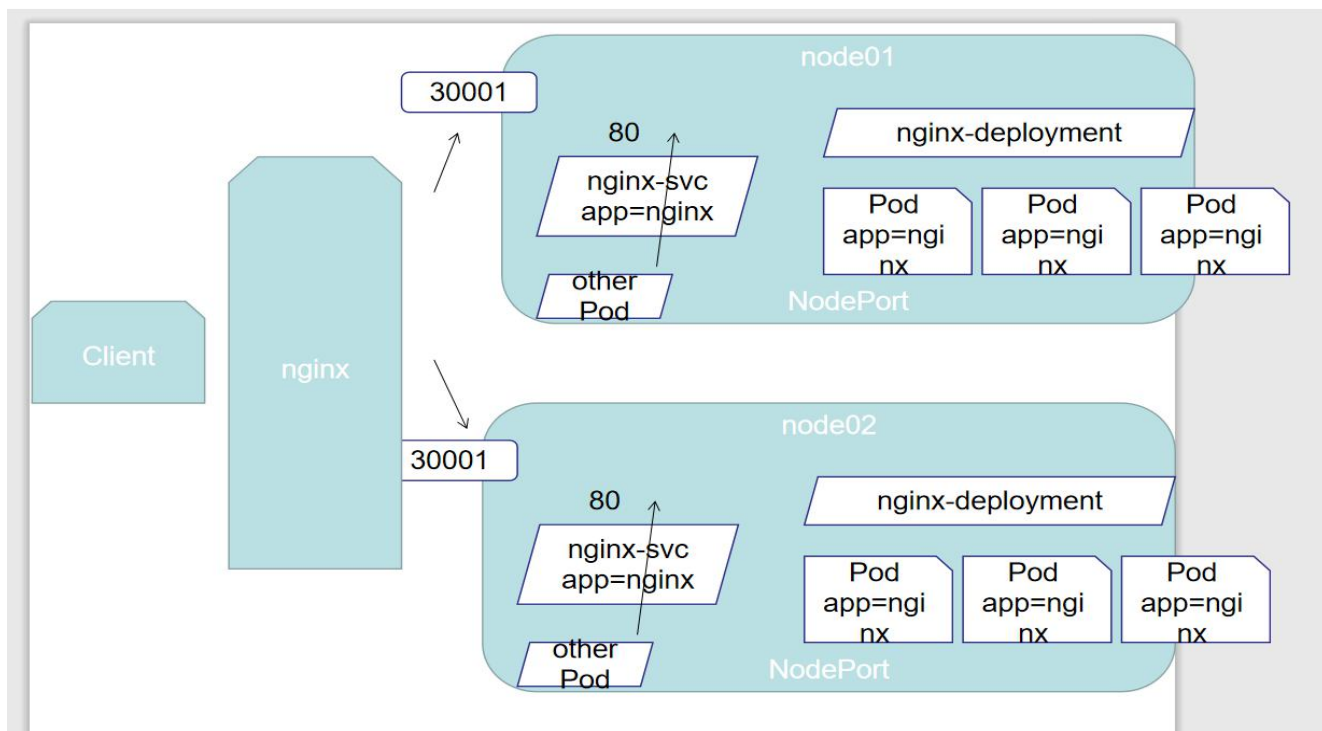 node01
30001
80
nginx-deployment
nginx-svc
app=nginx
Pod
app=ngi
nx
Pod
app=ngi
nx
Pod
app=ngi
nx
other
Pod
NodePort
Client
nginx
node02
30001
80
nginx-deployment
nginx-svc
app=nginx
Pod
app=ngi
nx
Pod
app=ngi
nx
Pod
app=ngi
nx
other
Pod
NodePort